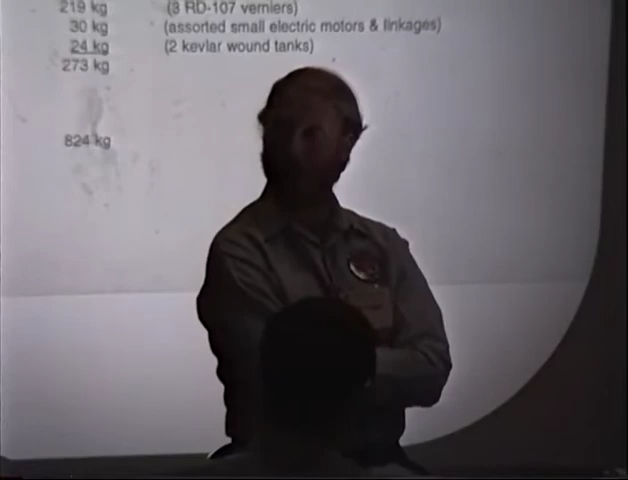 219 kg (3 RD-107 verniers)
30 kg (assorted small electric motors & linkages)
24 kg (2 kevlar wound tanks)
273 kg
824 kg